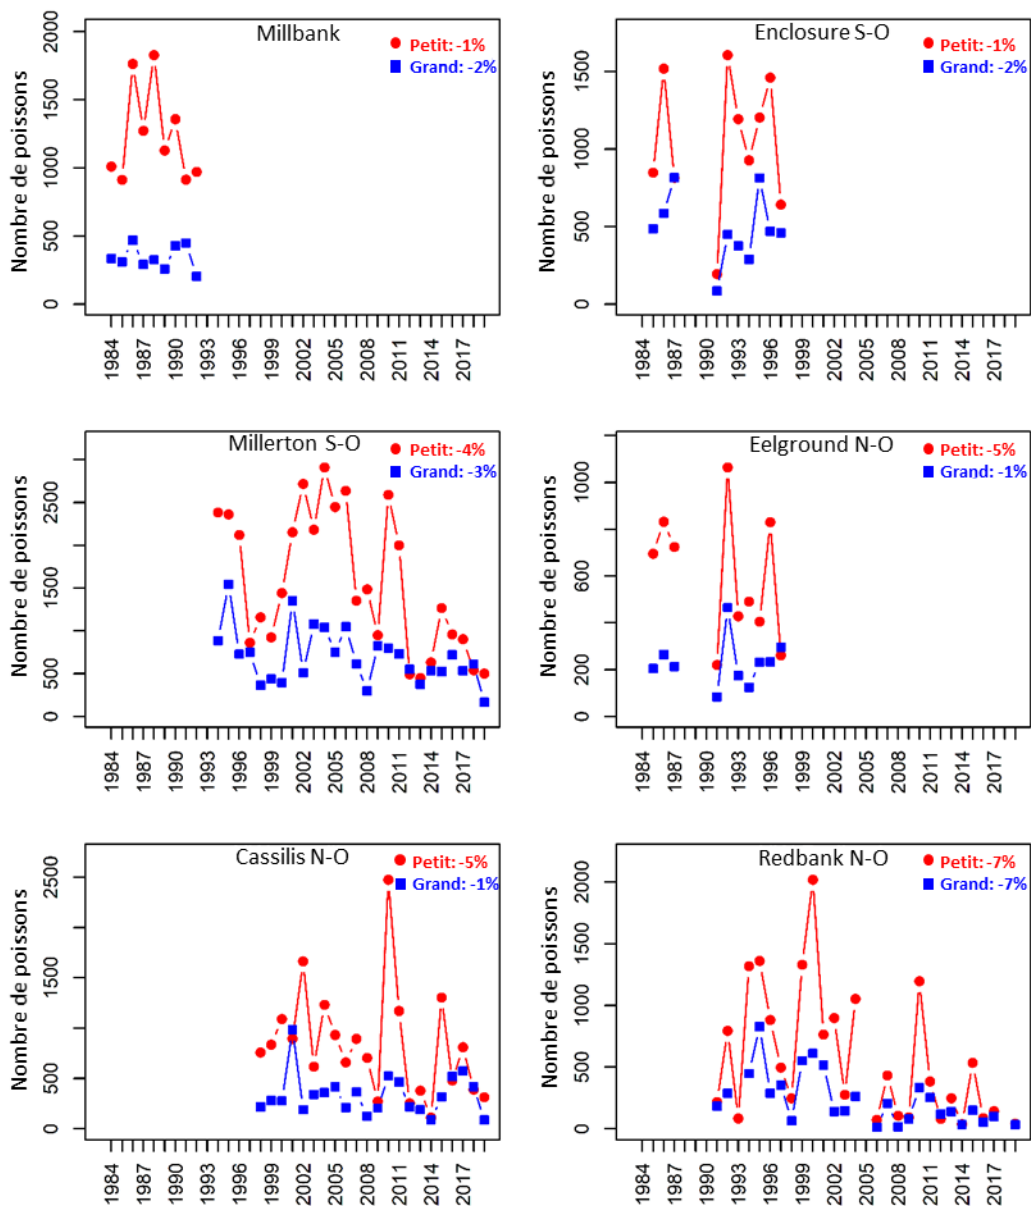 Millbank
Petit: -1%
Grand: -2%
Nombre de poissons
2000
1500
1000
500
0
1984 1987 1990 1993 1996 1999 2002 2005 2008 2011 2014 2017
Enclosure S-O
Petit: -1%
Grand: -2%
Nombre de poissons
1500
1000
500
0
1984 1987 1990 1993 1996 1999 2002 2005 2008 2011 2014 2017
Millerton S-O
Petit: -4%
Grand: -3%
Nombre de poissons
2500
1500
500
0
1984 1987 1990 1993 1996 1999 2002 2005 2008 2011 2014 2017
Eelground N-O
Petit: -5%
Grand: -1%
Nombre de poissons
1000
600
200
0
1984 1987 1990 1993 1996 1999 2002 2005 2008 2011 2014 2017
Cassilis N-O
Petit: -5%
Grand: -1%
Nombre de poissons
2500
1500
500
0
1984 1987 1990 1993 1996 1999 2002 2005 2008 2011 2014 2017
Redbank N-O
Petit: -7%
Grand: -7%
Nombre de poissons
2000
1500
1000
500
0
1984 1987 1990 1993 1996 1999 2002 2005 2008 2011 2014 2017